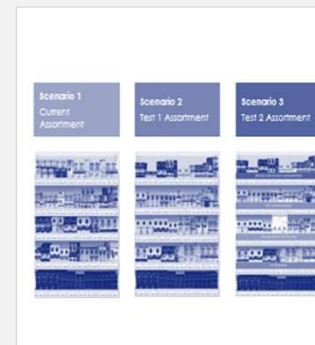 Scenario 1
Current
Assortment
Scenario 2
Test 1 Assortment
Scenario 3
Test 2 Assortment